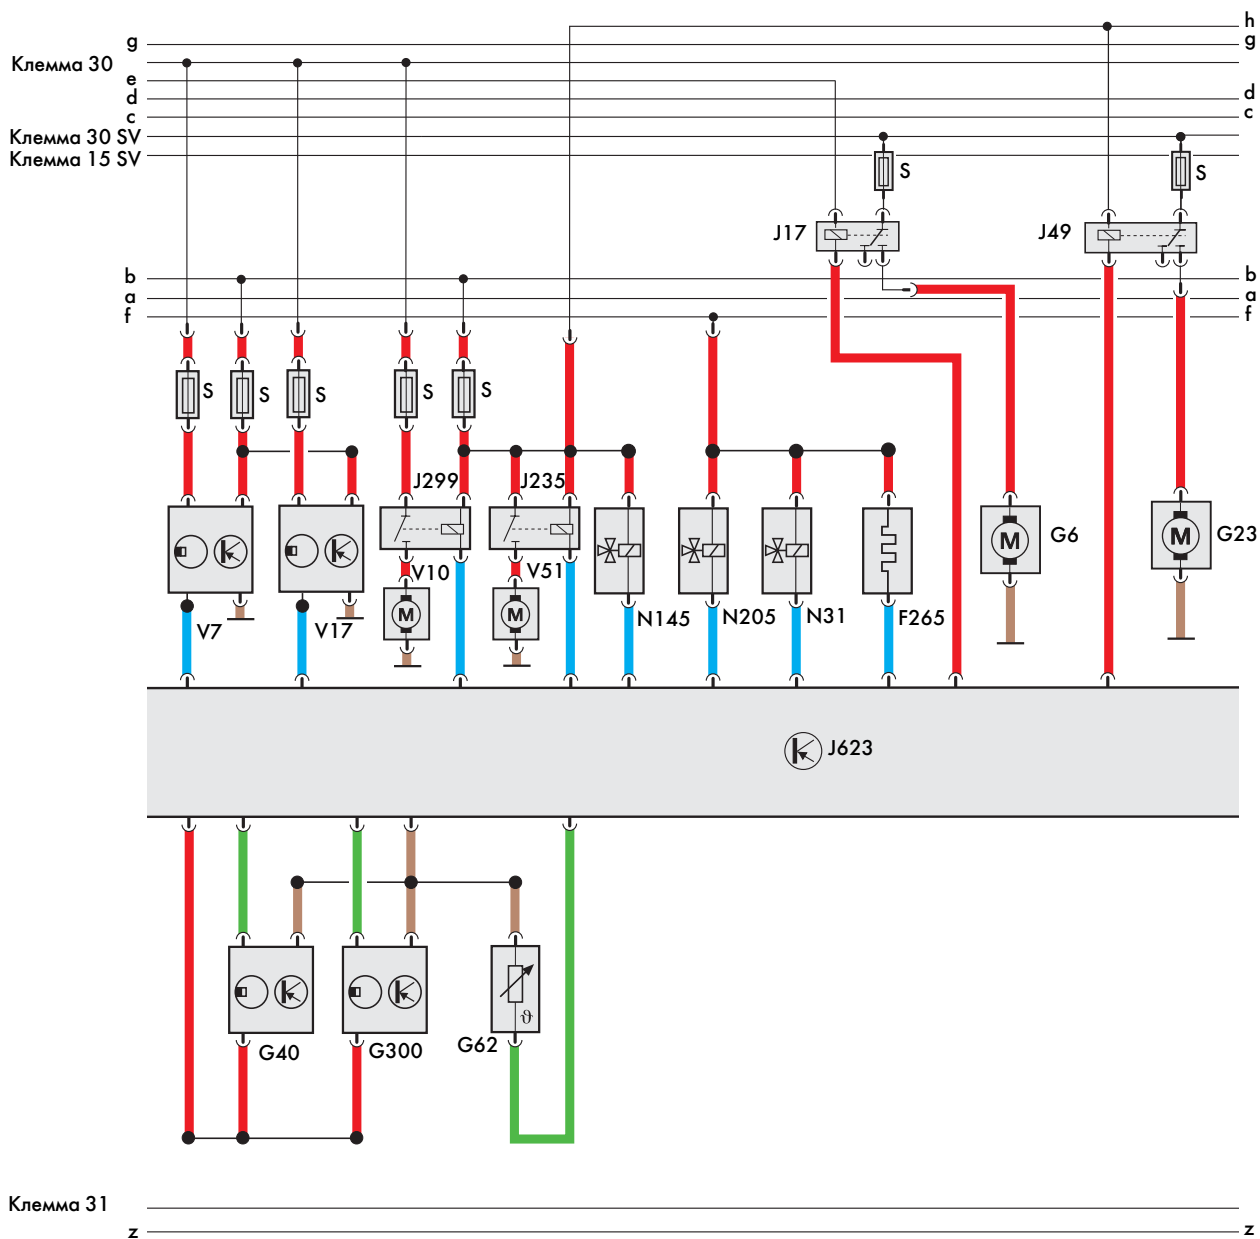 h
g g
Клемма 30
e
d d
c c
Клемма 30 SV
Клемма 15 SV
S S
J17 J49
b b
a a
f f
S S S S S
J299 J235
M G6 M G23
V10 V51
M M
V7 V17 N145 N205 N31 F265
J623
ϑ
G40 G300 G62
Клемма 31
z z